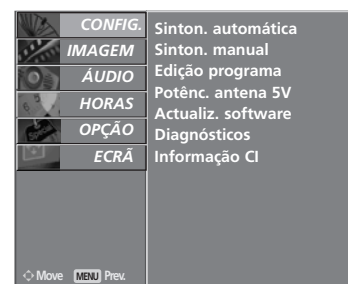 CONFIG.
IMAGEM
ÁUDIO
HORAS
OPÇÃO
ECRÃ
Sinton. automática
Sinton. manual
Edição programa
Potênc. antena 5V
Actualiz. software
Diagnósticos
Informação CI
Move MENU Prev.